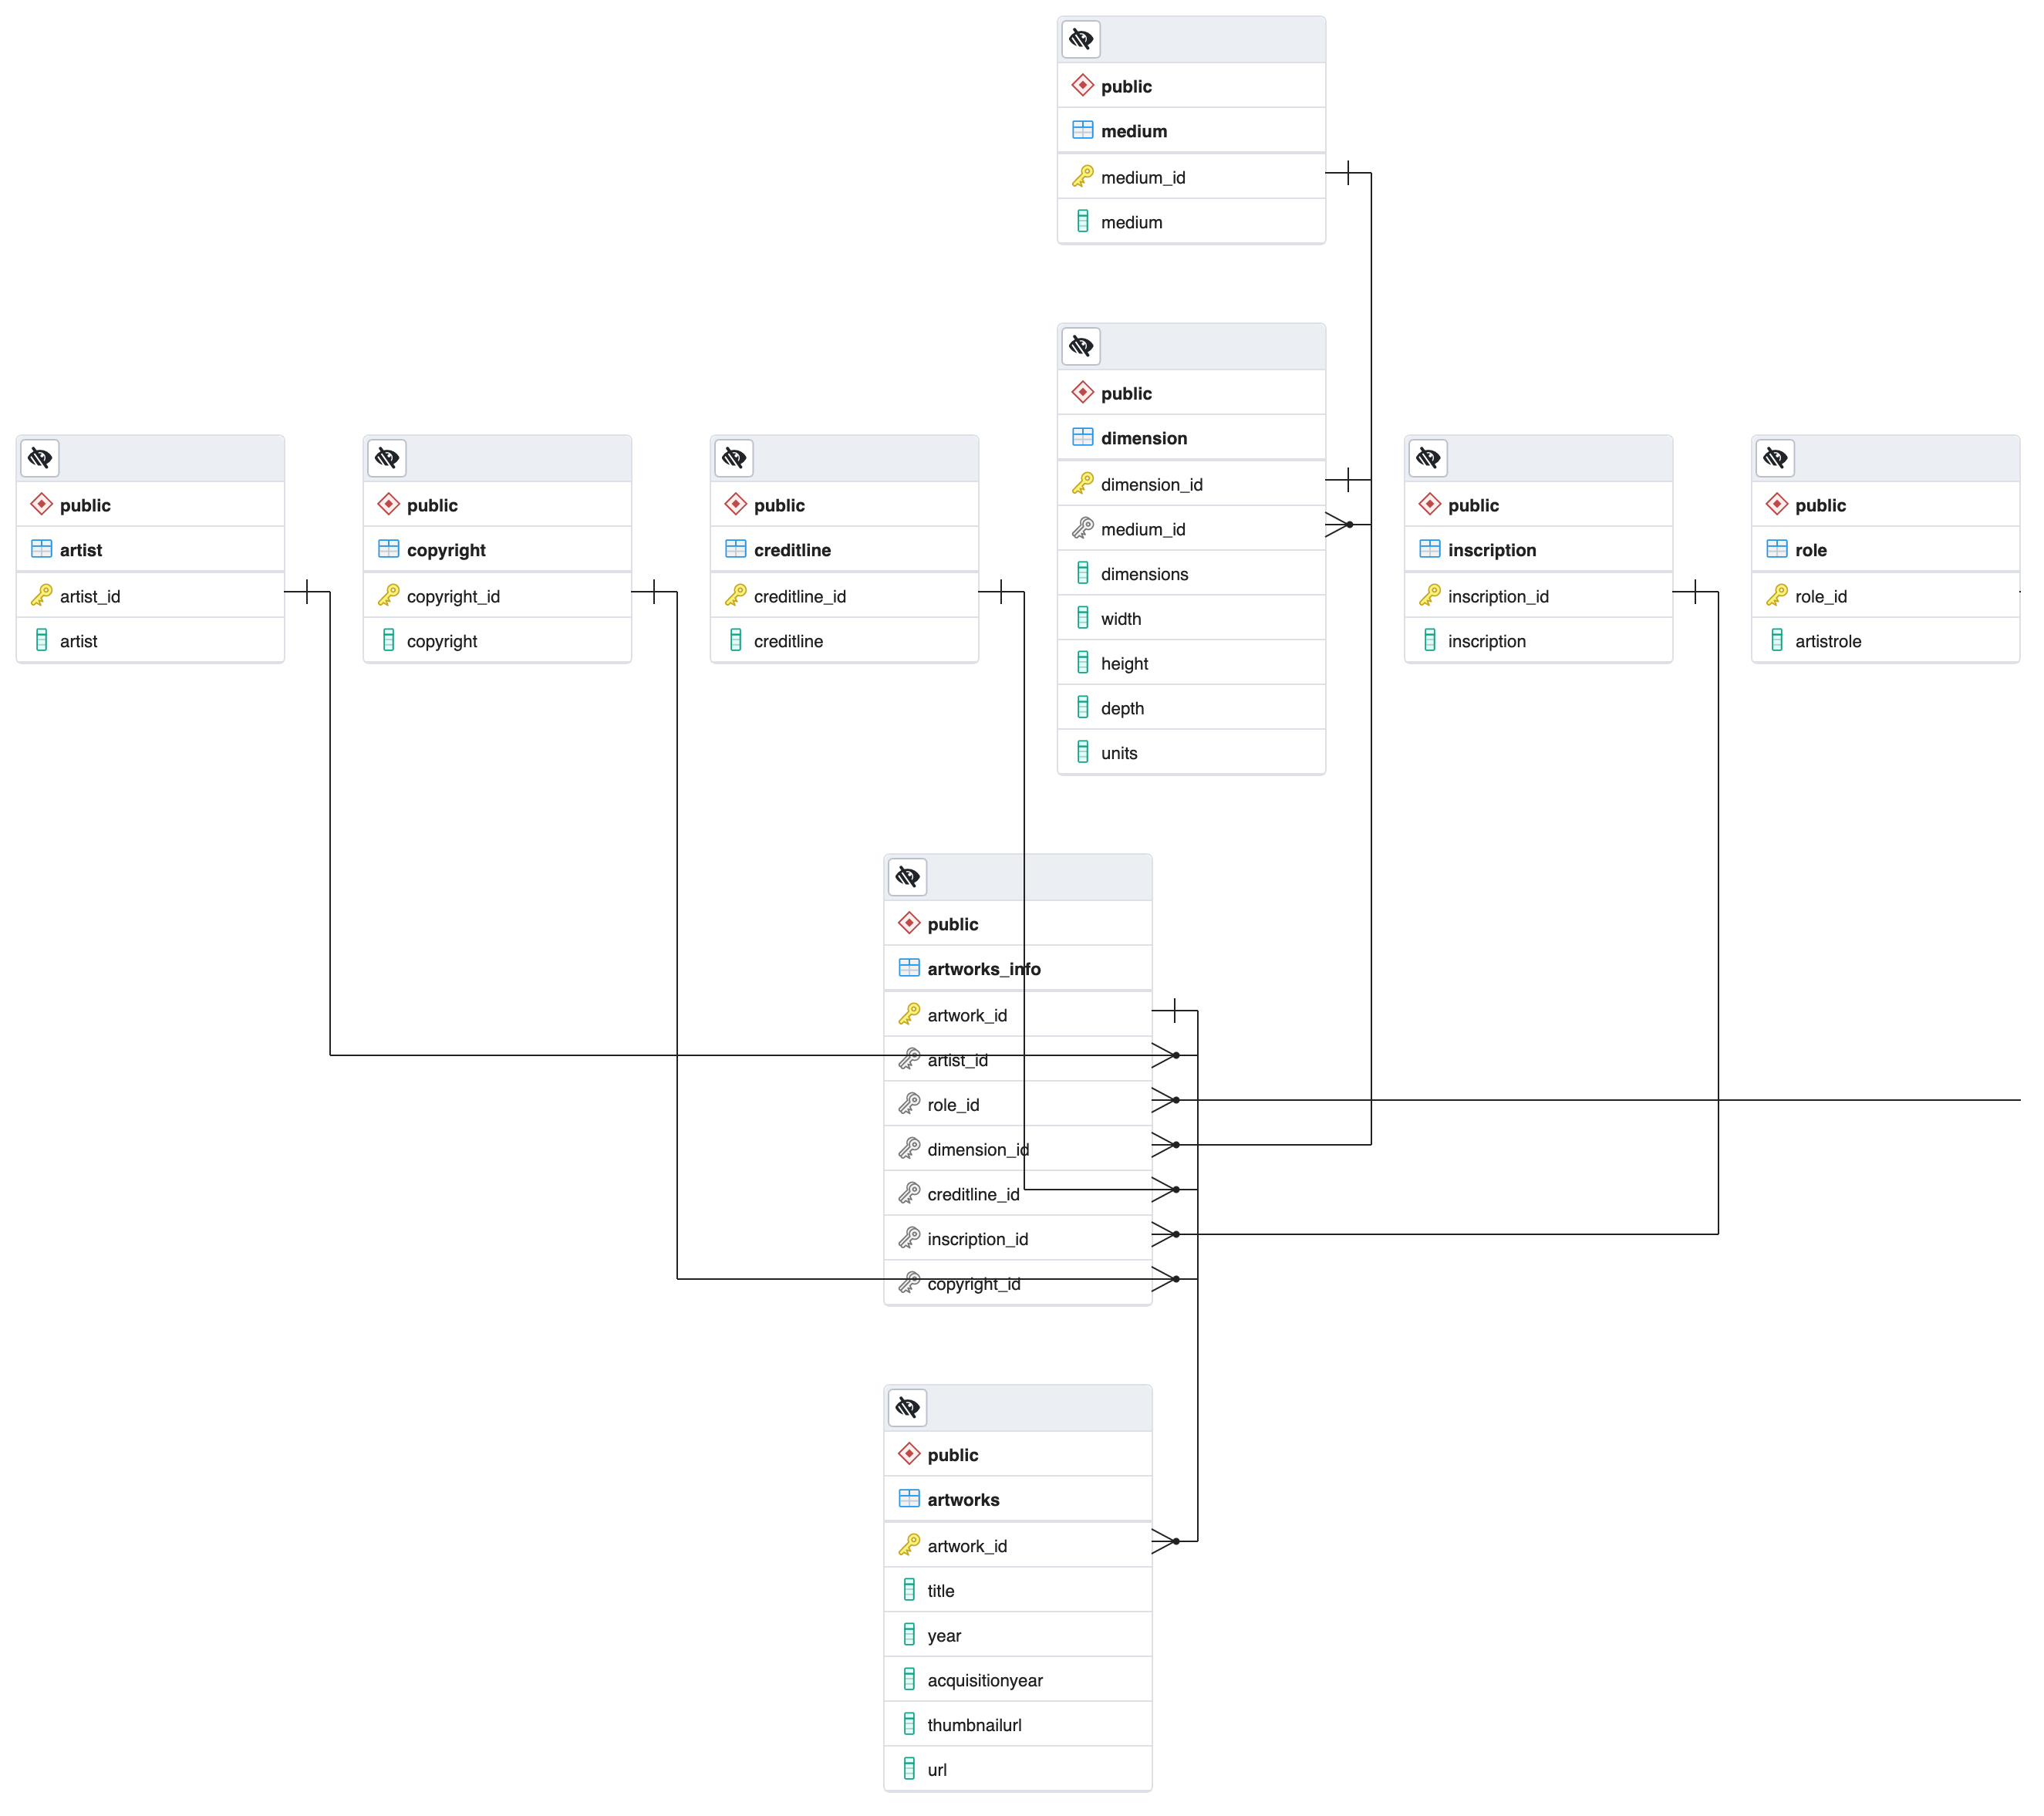 public
medium
medium_id
medium
public
dimension
dimension_id
medium_id
dimensions
width
height
depth
units
public
artist
artist_id
artist
public
copyright
copyright_id
copyright
public
creditline
creditline_id
creditline
public
inscription
inscription_id
inscription
public
role
role_id
artistrole
public
artworks_info
artwork_id
artist_id
role_id
dimension_id
creditline_id
inscription_id
copyright_id
public
artworks
artwork_id
title
year
acquisitionyear
thumbnailurl
url